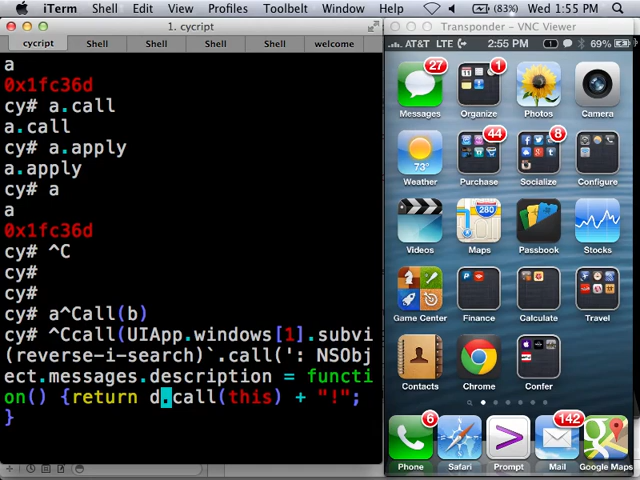 iTerm Shell Edit View Profiles Toolbelt Window (83%) Wed 1:55 PM
1. cycript
cycript Shell Shell Shell welcome
a
0x1fc36d
cy# a.call
a.call
cy# a.apply
a.apply
cy# a
a
0x1fc36d
cy# ^C
cy#
cy#
cy# a^Call(b)
cy# ^Ccall(UIApp.windows[1].subvi
(reverse-i-search)`.call(': NSObj
ect.messages.description = functi
on() {return d.call(this) + "!";
}
Transponder - VNC Viewer
AT&T LTE 2:55 PM 1 69%
27 1
Messages Organize Photos Camera
73° 44 8
Weather Purchase Socialize Configure
280
Videos Maps Passbook Stocks
Game Center Finance Calculate Travel
Contacts Chrome Confer
6 142
Phone Safari Prompt Mail Google Maps